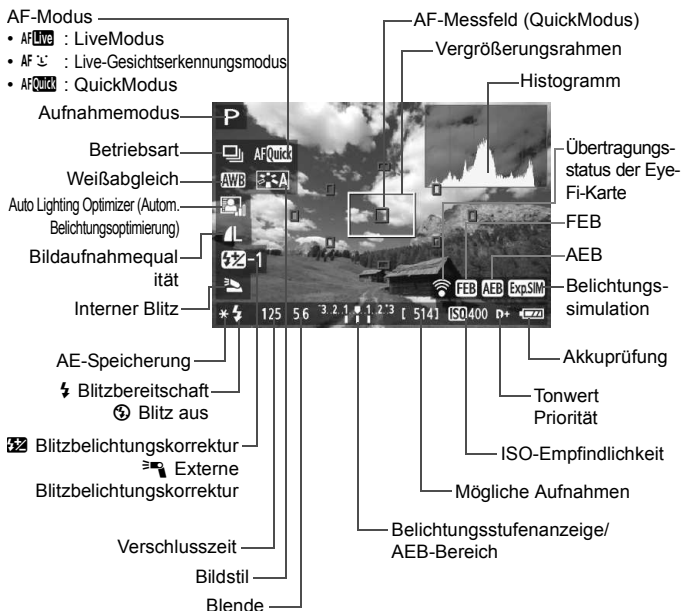 AF-Modus
• AF Live : LiveModus
• AF : Live-Gesichtserkennungsmodus
• AF Quick : QuickModus
Aufnahmemodus
Betriebsart
Weißabgleich
Auto Lighting Optimizer (Autom.
Belichtungsoptimierung)
Bildaufnahmequal
ität
Interner Blitz
AE-Speicherung
Blitzbereitschaft
Blitz aus
Blitzbelichtungskorrektur
Externe
Blitzbelichtungskorrektur
Verschlusszeit
Bildstil
Blende
AF-Messfeld (QuickModus)
Vergrößerungsrahmen
Histogramm
Übertragungs-
status der Eye-
Fi-Karte
FEB
AEB
Belichtungs-
simulation
Akkuprüfung
Tonwert
Priorität
ISO-Empfindlichkeit
Mögliche Aufnahmen
Belichtungsstufenanzeige/
AEB-Bereich
P
AF Quick
AWB
A
L
-1
FEB AEB Exp.SIM
* 125 5.6 -3..2..1..▼..1..2.+3 [ 514] ISO 400 D+